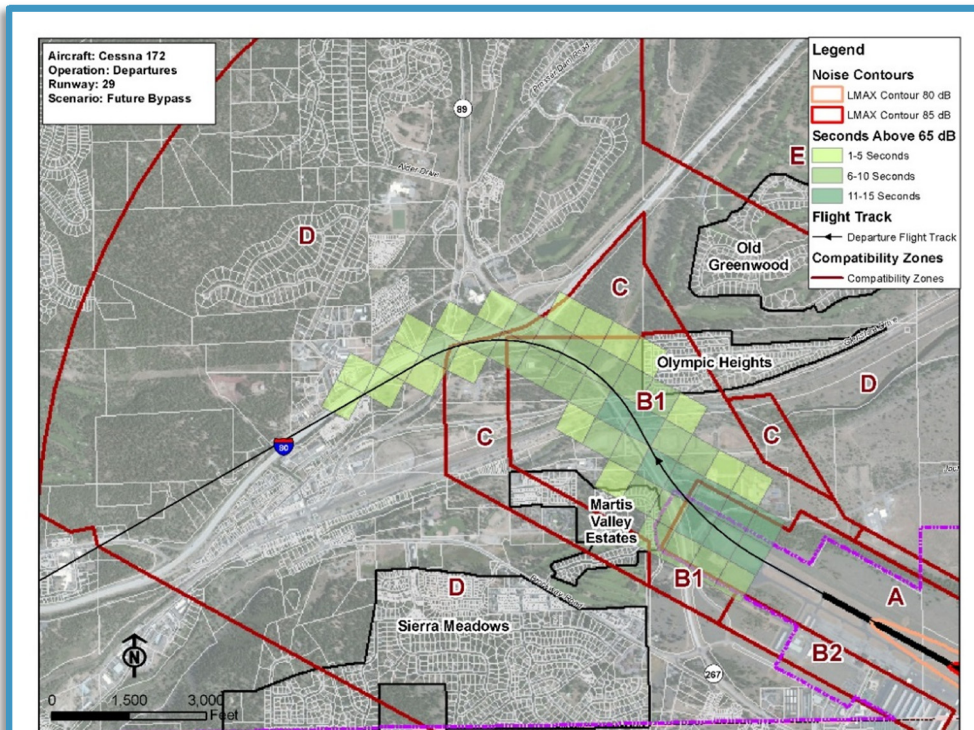 Aircraft: Cessna 172
Operation: Departures
Runway: 29
Scenario: Future Bypass
Legend
Noise Contours
LMAX Contour 80 dB
LMAX Contour 85 dB
Seconds Above 65 dB
1-5 Seconds
6-10 Seconds
11-15 Seconds
Flight Track
Departure Flight Track
Compatibility Zones
Compatibility Zones
89
Prosser Dam Road
Alder Drive
E
D
Old
Greenwood
C
Olympic Heights
D
B1
C
C
80
Martis
Valley
Estates
B1
A
D
Sierra Meadows
B2
267
N
0 1,500 3,000
Feet